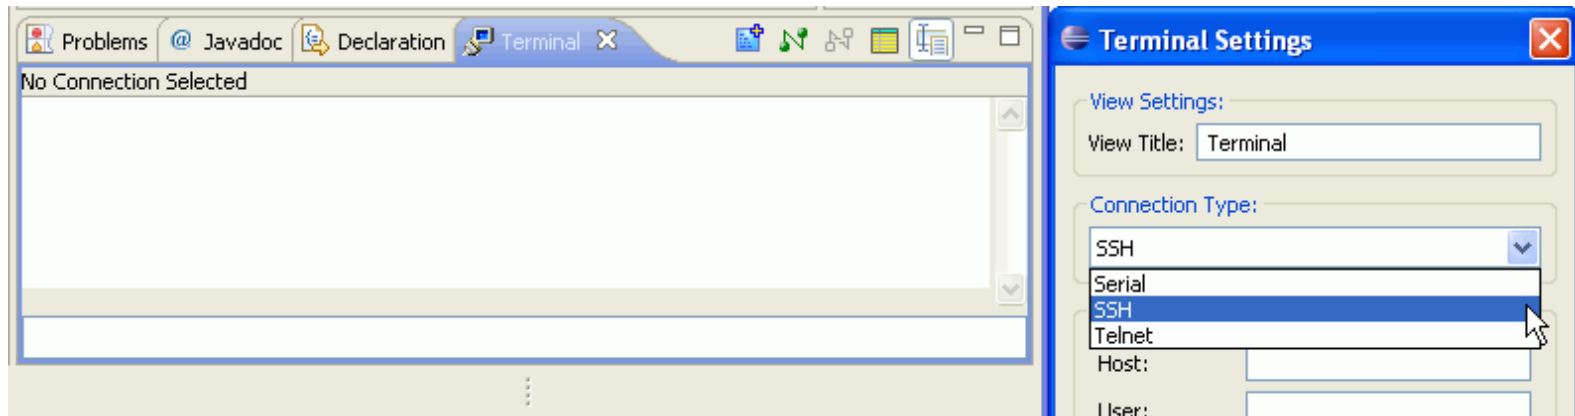 Problems @ Javadoc Declaration Terminal
No Connection Selected
Terminal Settings
View Settings:
View Title: Terminal
Connection Type:
SSH
Serial
SSH
Telnet
Host:
User: